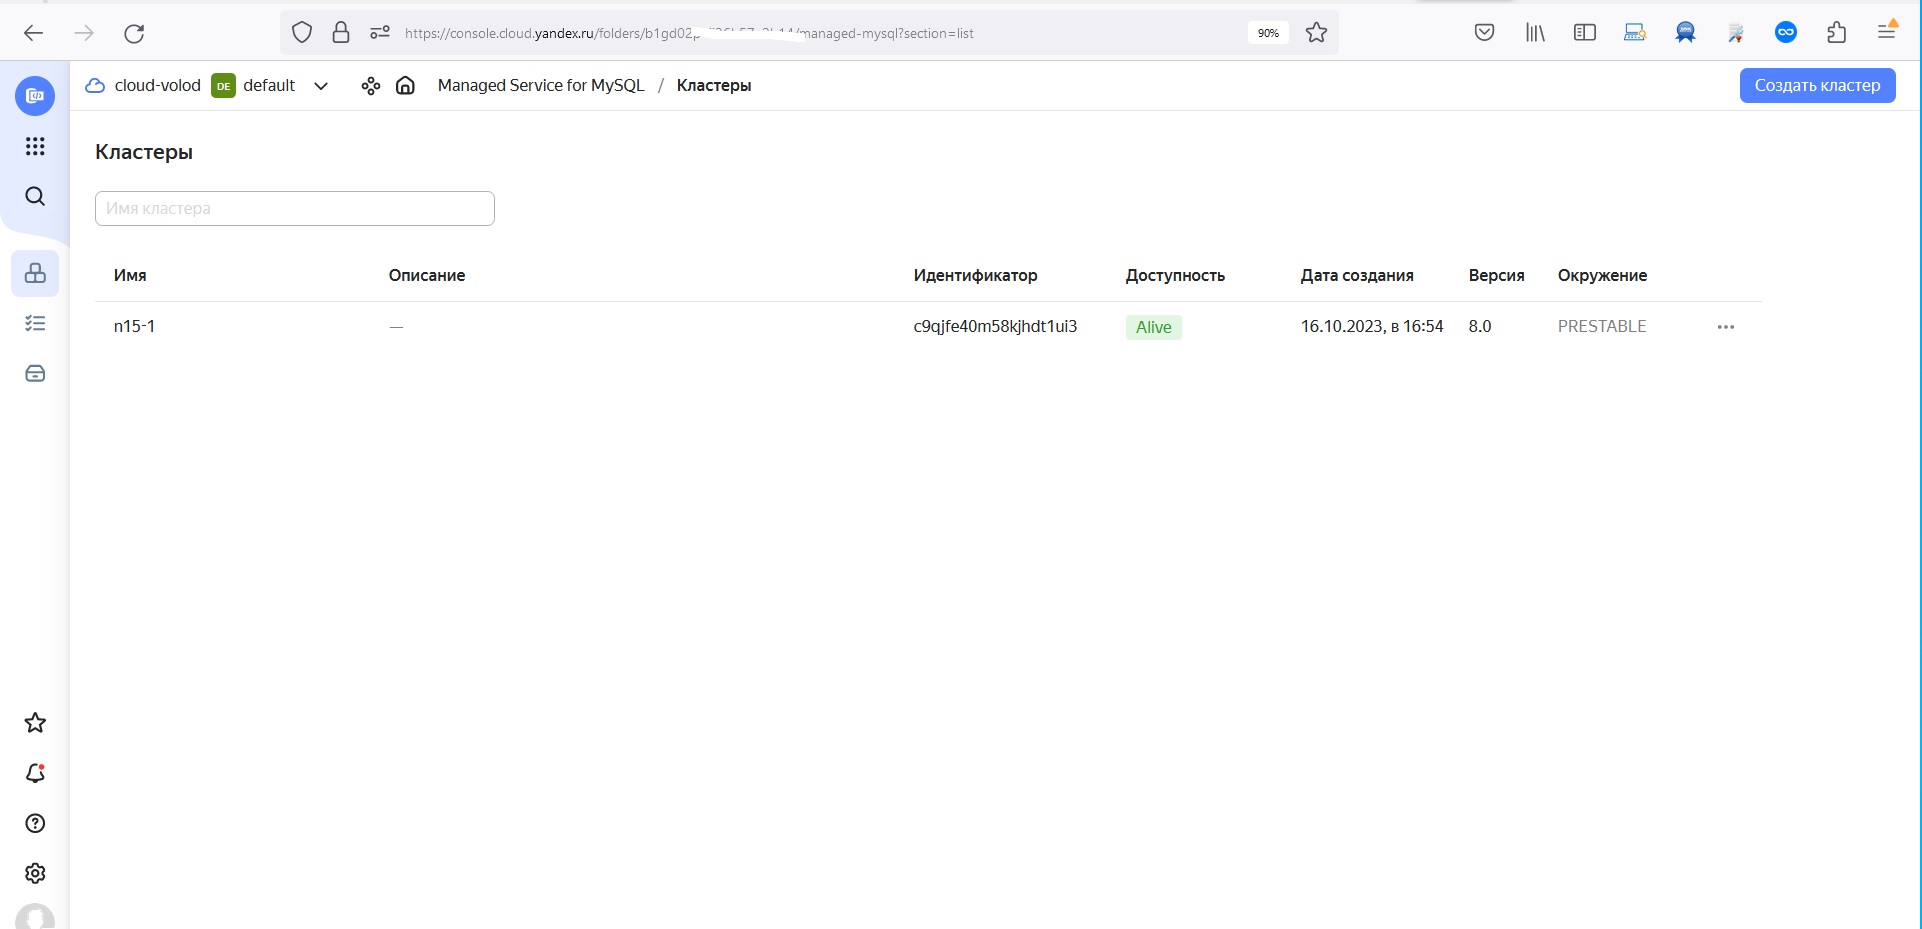 https://console.cloud.yandex.ru/folders/b1gd02 /managed-mysql?section=list
90%
cloud-volod DE default Managed Service for MySQL / Кластеры
Создать кластер
Кластеры
Имя кластера
Имя Описание Идентификатор Доступность Дата создания Версия Окружение
n15-1 — c9qjfe40m58kjhdt1ui3 Alive 16.10.2023, в 16:54 8.0 PRESTABLE